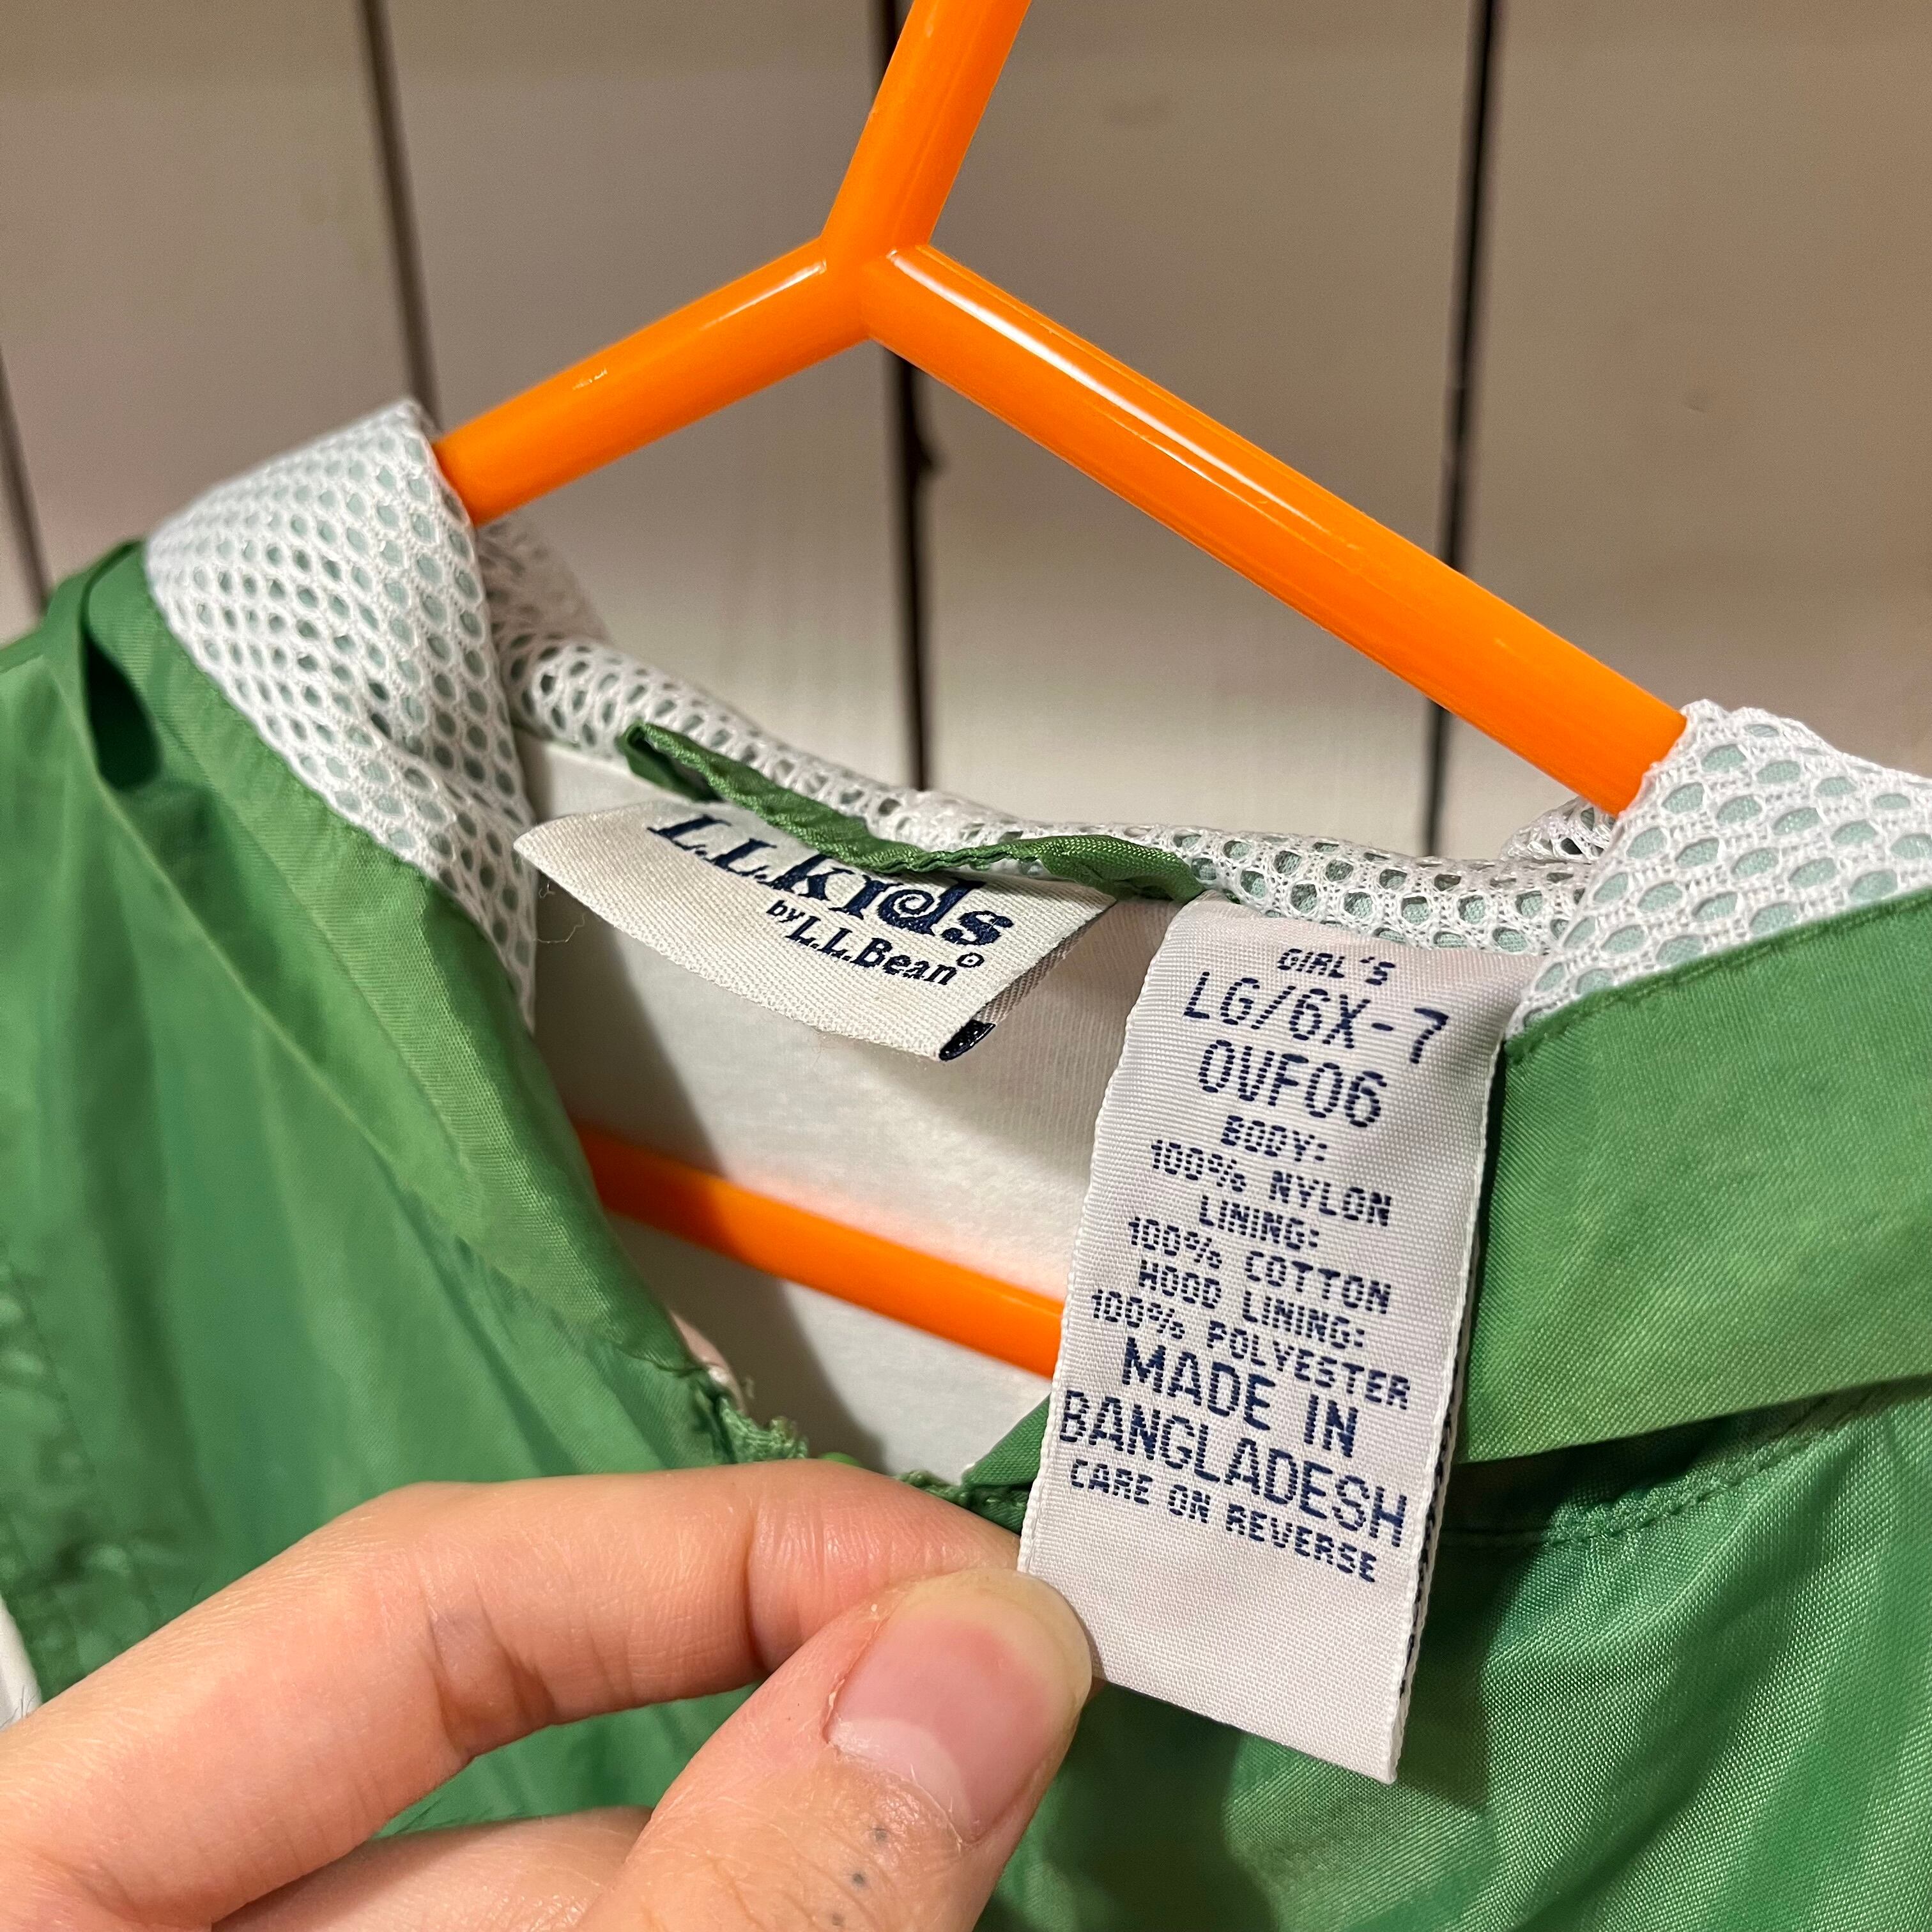 L.L.kids
by L.L.Bean®
GIRL'S
LG/6X-7
0VF06
BODY:
100% NYLON
LINING:
100% COTTON
HOOD LINING:
100% POLYESTER
MADE IN
BANGLADESH
CARE ON REVERSE